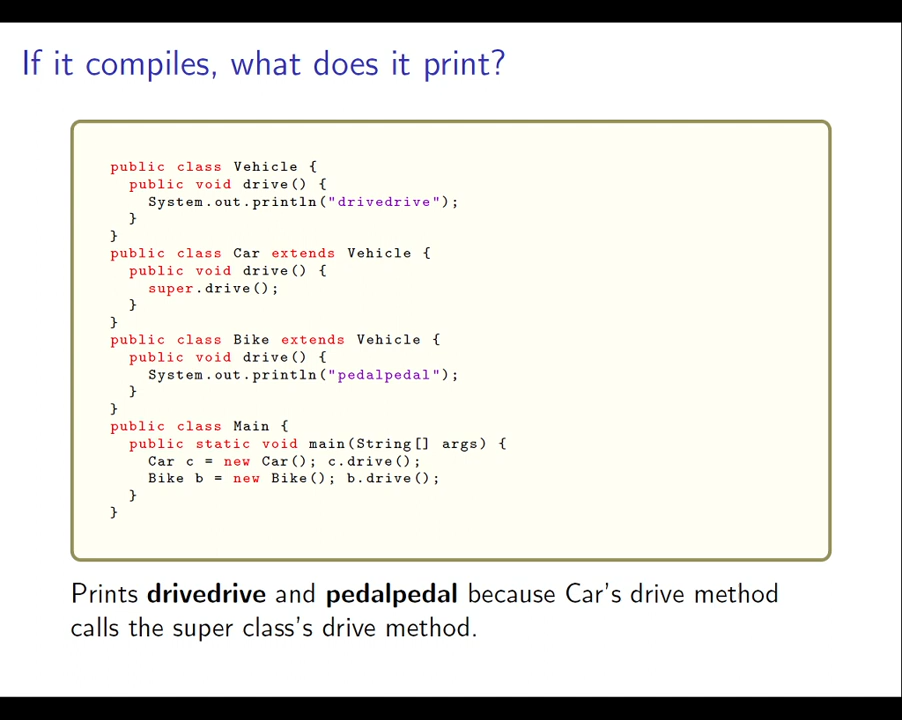 If it compiles, what does it print?
public class Vehicle {
  public void drive() {
    System.out.println("drivedrive");
  }
}
public class Car extends Vehicle {
  public void drive() {
    super.drive();
  }
}
public class Bike extends Vehicle {
  public void drive() {
    System.out.println("pedalpedal");
  }
}
public class Main {
  public static void main(String[] args) {
    Car c = new Car(); c.drive();
    Bike b = new Bike(); b.drive();
  }
}
Prints drivedrive and pedalpedal because Car's drive method
calls the super class's drive method.